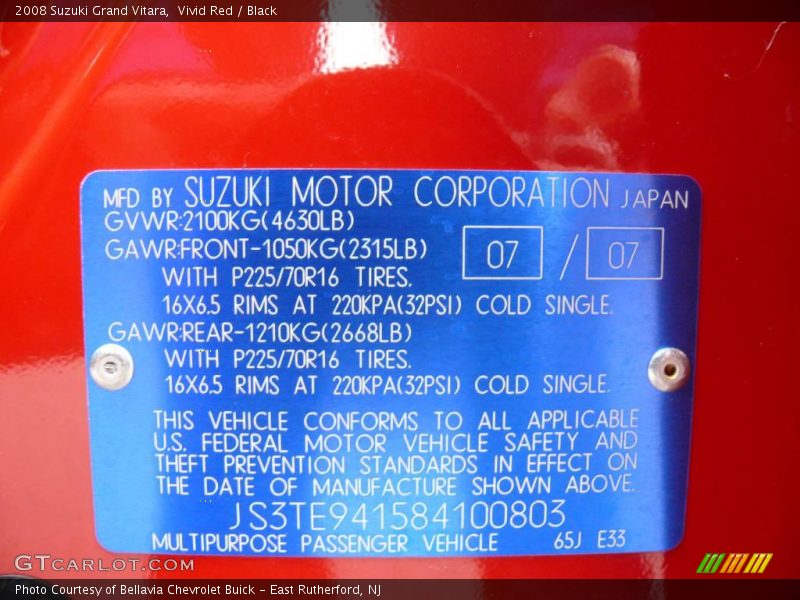 2008 Suzuki Grand Vitara,  Vivid Red / Black
MFD BY SUZUKI MOTOR CORPORATION JAPAN
GVWR:2100KG(4630LB)
GAWR:FRONT-1050KG(2315LB)
07 / 07
WITH P225/70R16 TIRES.
16X6.5 RIMS AT 220KPA(32PSI) COLD SINGLE.
GAWR:REAR-1210KG(2668LB)
WITH P225/70R16 TIRES.
16X6.5 RIMS AT 220KPA(32PSI) COLD SINGLE.
THIS VEHICLE CONFORMS TO ALL APPLICABLE
U.S. FEDERAL MOTOR VEHICLE SAFETY AND
THEFT PREVENTION STANDARDS IN EFFECT ON
THE DATE OF MANUFACTURE SHOWN ABOVE.
JS3TE941584100803
MULTIPURPOSE PASSENGER VEHICLE 65J E33
GTCARLOT.COM
Photo Courtesy of Bellavia Chevrolet Buick - East Rutherford, NJ